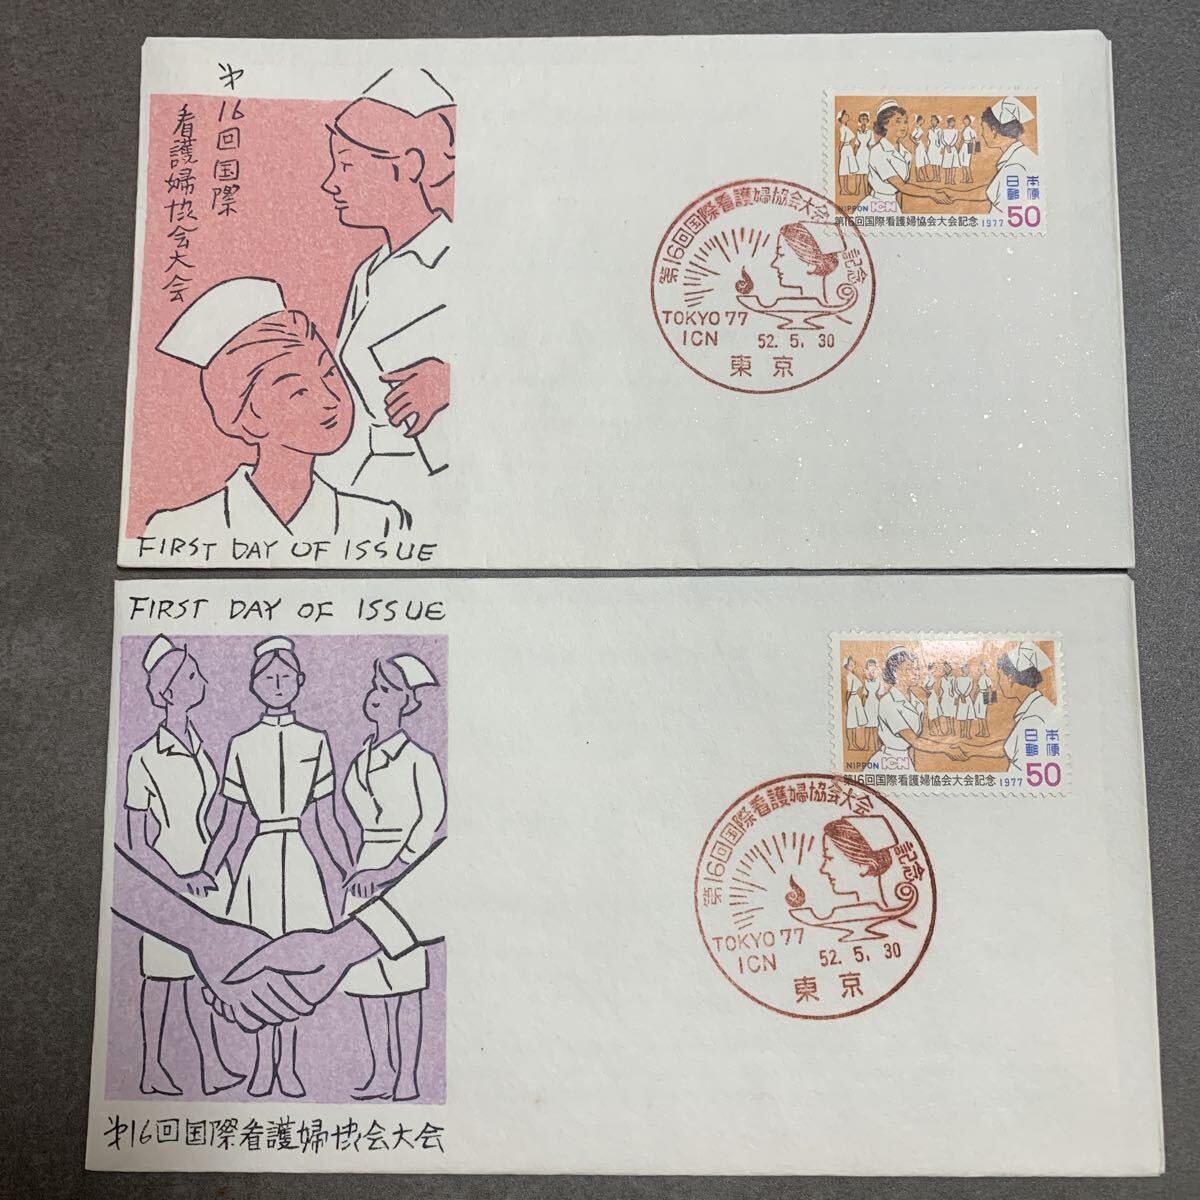 㐧16回国際
看護婦協会大会
FIRST DAY OF ISSUE
日本
郵便
NIPPON ICN
50
第16回国際看護婦協会大会記念 1977
第16回国際看護婦協会大会記念
TOKYO 77
ICN 52. 5. 30
東京
FIRST DAY OF ISSUE
㐧16回国際看護婦協会大会
日本
郵便
NIPPON ICN
50
第16回国際看護婦協会大会記念 1977
第16回国際看護婦協会大会記念
TOKYO 77
ICN 52. 5. 30
東京